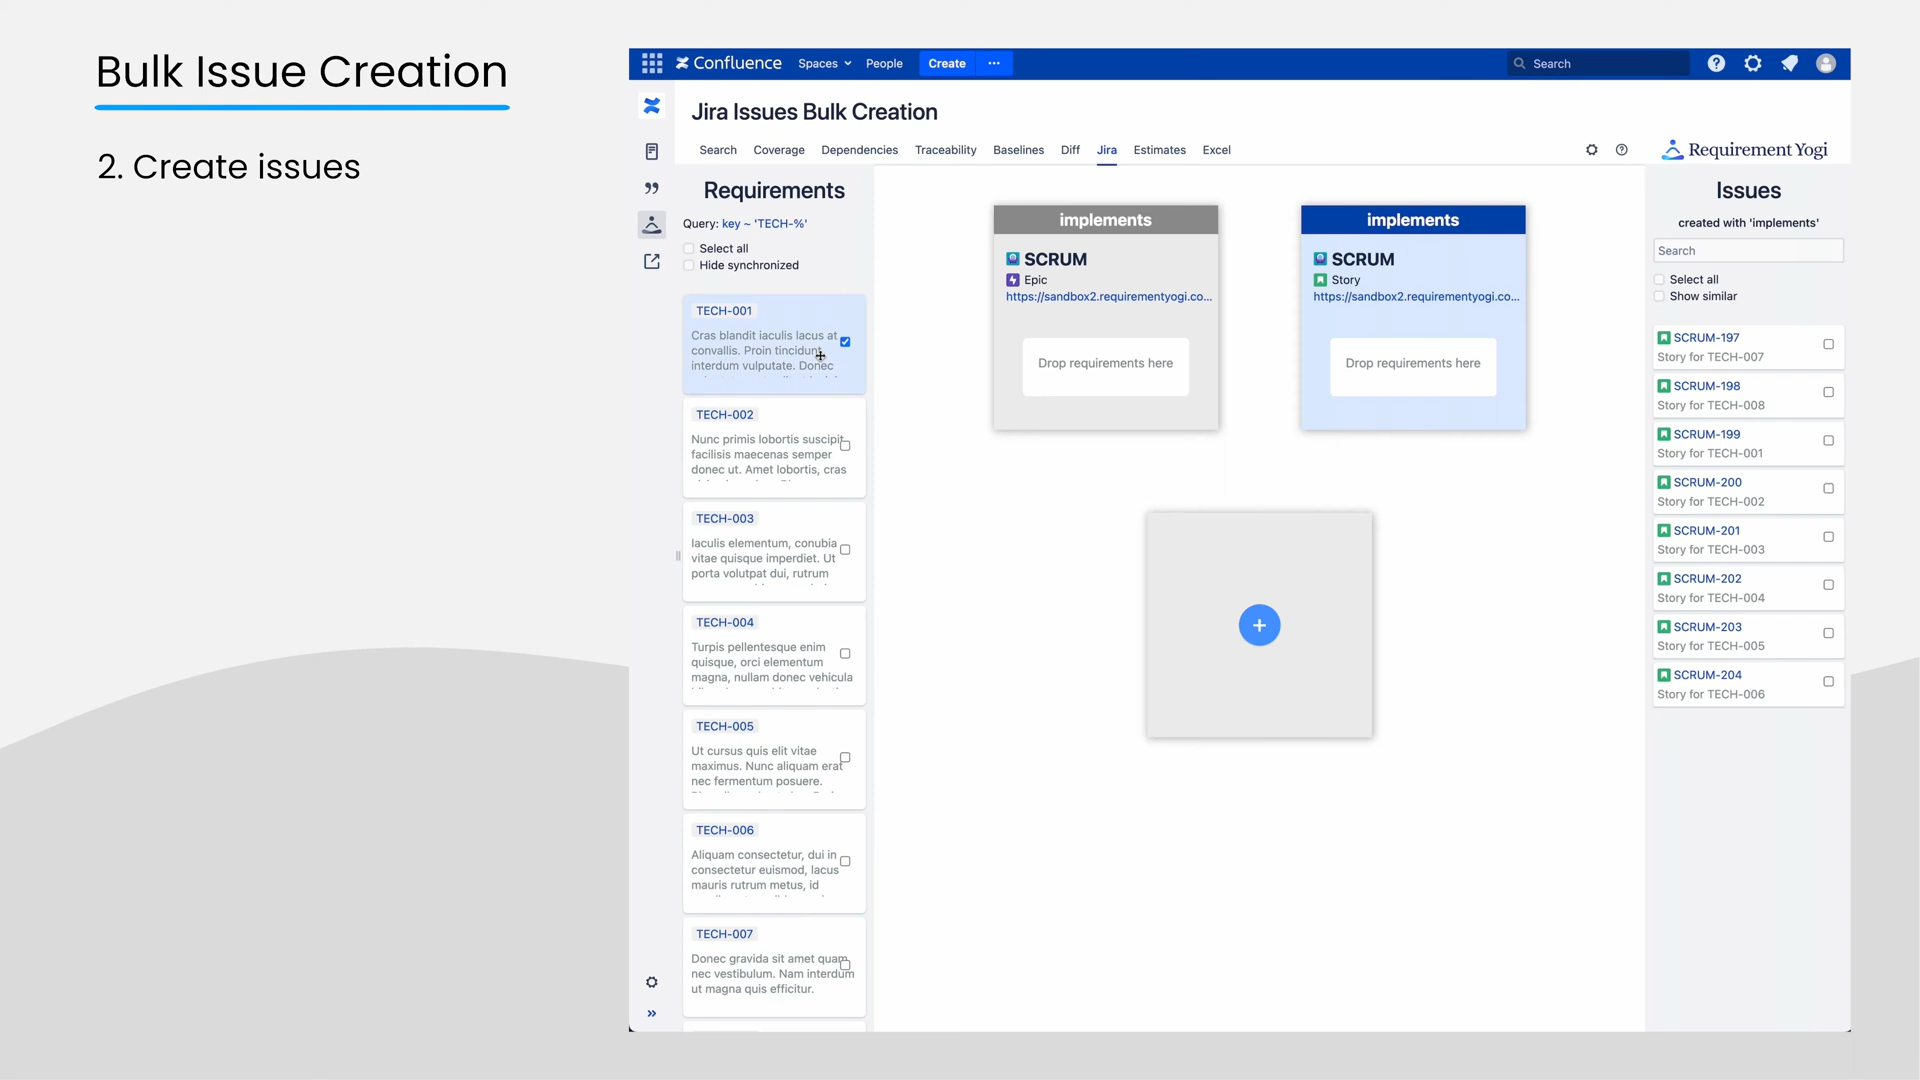 Bulk Issue Creation
2. Create issues
Confluence
Spaces
People
Create
Search
Jira Issues Bulk Creation
Search
Coverage
Dependencies
Traceability
Baselines
Diff
Jira
Estimates
Excel
Requirement Yogi
Requirements
Query: key ~ 'TECH-%'
Select all
Hide synchronized
TECH-001
Cras blandit iaculis lacus at
convallis. Proin tincidunt
interdum vulputate. Donec
TECH-002
Nunc primis lobortis suscipit
facilisis maecenas semper
donec ut. Amet lobortis, cras
TECH-003
Iaculis elementum, conubia
vitae quisque imperdiet. Ut
porta volutpat dui, rutrum
TECH-004
Turpis pellentesque enim
quisque, orci elementum
magna, nullam donec vehicula
TECH-005
Ut cursus quis elit vitae
maximus. Nunc aliquam erat
nec fermentum posuere.
TECH-006
Aliquam consectetur, dui in
consectetur euismod, lacus
mauris rutrum metus, id
TECH-007
Donec gravida sit amet quam
nec vestibulum. Nam interdum
ut magna quis efficitur.
implements
SCRUM
Epic
https://sandbox2.requirementyogi.co...
Drop requirements here
implements
SCRUM
Story
https://sandbox2.requirementyogi.co...
Drop requirements here
Issues
created with 'implements'
Search
Select all
Show similar
SCRUM-197
Story for TECH-007
SCRUM-198
Story for TECH-008
SCRUM-199
Story for TECH-001
SCRUM-200
Story for TECH-002
SCRUM-201
Story for TECH-003
SCRUM-202
Story for TECH-004
SCRUM-203
Story for TECH-005
SCRUM-204
Story for TECH-006